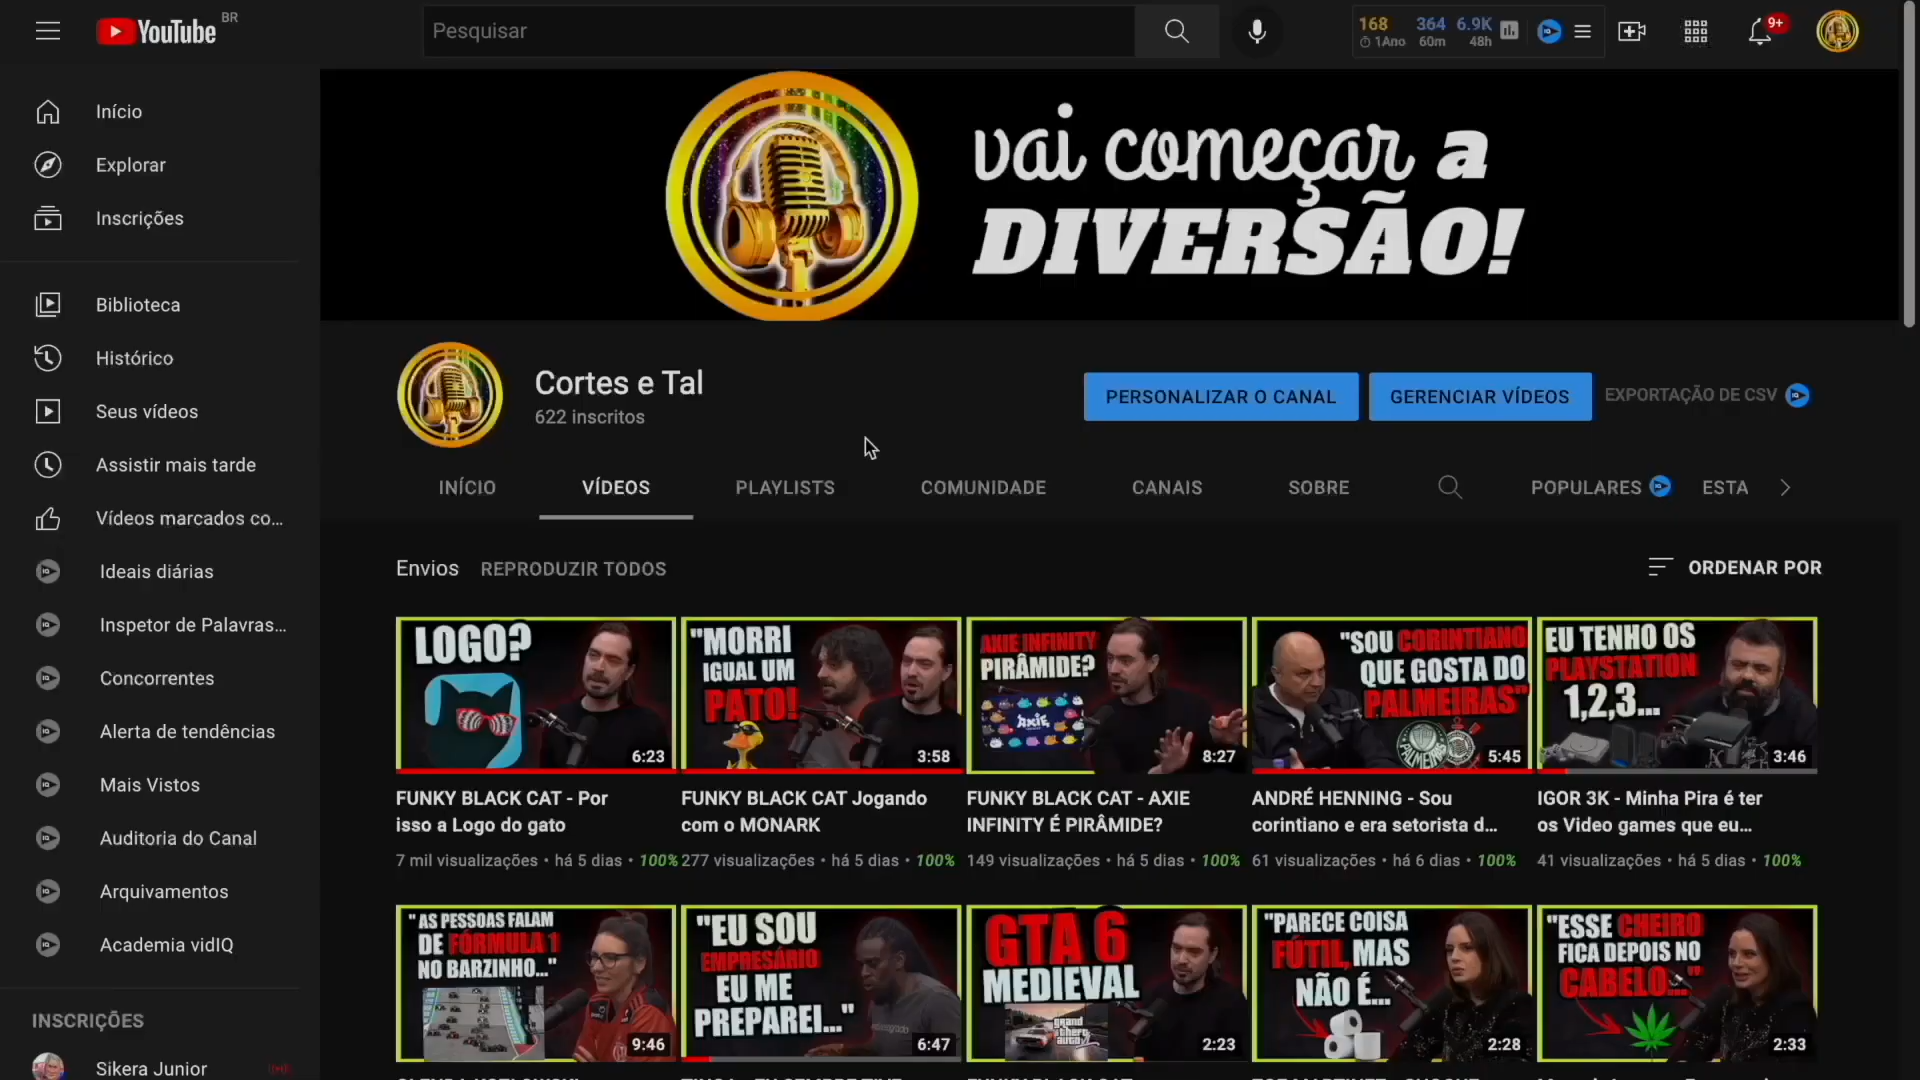 YouTube BR
Pesquisar
168 364 6.9K
1Ano 60m 48h
9+
Início
Explorar
Inscrições
Biblioteca
Histórico
Seus vídeos
Assistir mais tarde
Vídeos marcados co...
Ideais diárias
Inspetor de Palavras...
Concorrentes
Alerta de tendências
Mais Vistos
Auditoria do Canal
Arquivamentos
Academia vidIQ
INSCRIÇÕES
Sikera Junior
vai começar a
DIVERSÃO!
Cortes e Tal
622 inscritos
PERSONALIZAR O CANAL
GERENCIAR VÍDEOS
EXPORTAÇÃO DE CSV
INÍCIO
VÍDEOS
PLAYLISTS
COMUNIDADE
CANAIS
SOBRE
POPULARES
ESTA
Envios
REPRODUZIR TODOS
ORDENAR POR
LOGO?
6:23
FUNKY BLACK CAT - Por
isso a Logo do gato
7 mil visualizações • há 5 dias • 100%
"MORRI
IGUAL UM
PATO!
3:58
FUNKY BLACK CAT Jogando
com o MONARK
277 visualizações • há 5 dias • 100%
AXIE INFINITY
PIRÂMIDE?
AXIE
8:27
FUNKY BLACK CAT - AXIE
INFINITY É PIRÂMIDE?
149 visualizações • há 5 dias • 100%
"SOU CORINTIANO
QUE GOSTA DO
PALMEIRAS"
PALMEIRAS
5:45
ANDRÉ HENNING - Sou
corintiano e era setorista d...
61 visualizações • há 6 dias • 100%
EU TENHO OS
PLAYSTATION
1,2,3...
3:46
IGOR 3K - Minha Pira é ter
os Video games que eu...
41 visualizações • há 5 dias • 100%
"AS PESSOAS FALAM
DE FÓRMULA 1
NO BARZINHO..."
9:46
"EU SOU
EMPRESÁRIO
EU ME
PREPAREI..."
6:47
GTA 6
MEDIEVAL
grand
theft
auto V
2:23
"PARECE COISA
FÚTIL, MAS
NÃO É...
2:28
"ESSE CHEIRO
FICA DEPOIS NO
CABELO..."
2:33